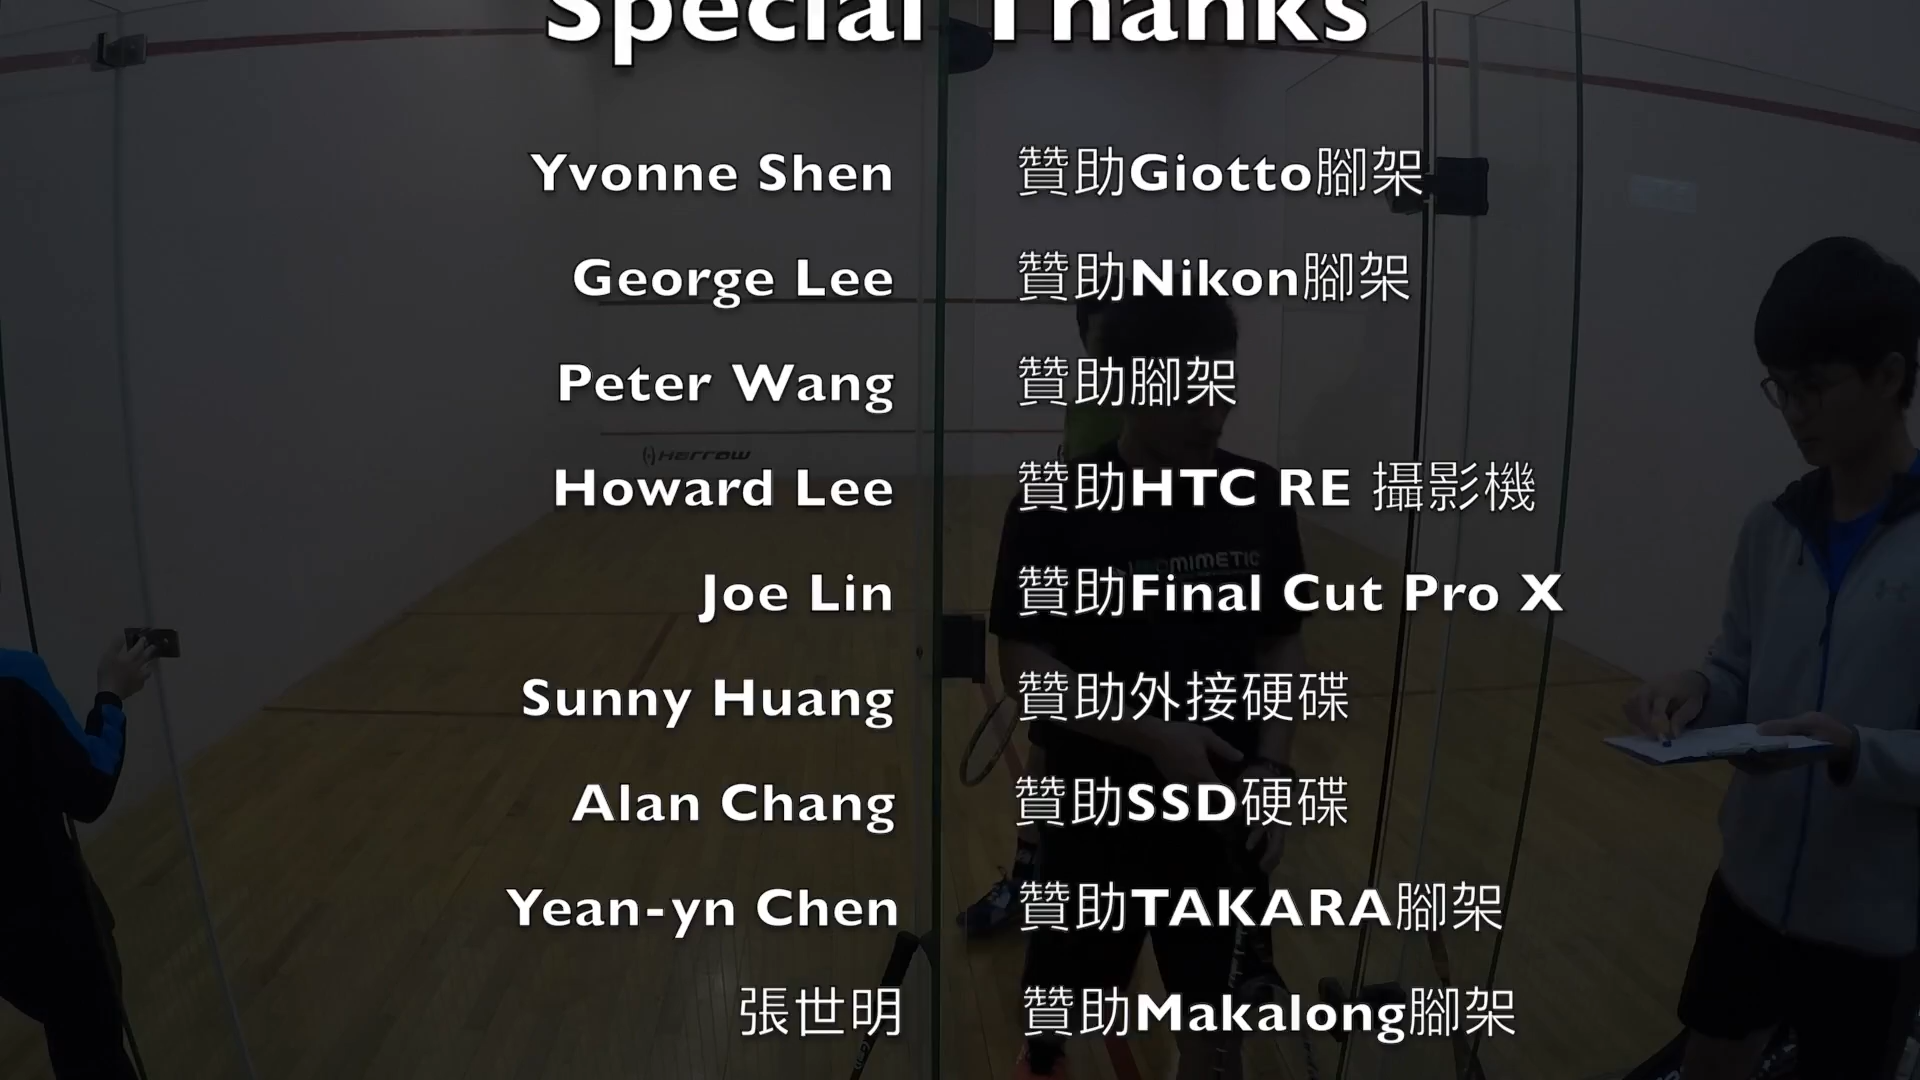 Special Thanks
Yvonne Shen 贊助Giotto腳架
George Lee 贊助Nikon腳架
Peter Wang 贊助腳架
Howard Lee 贊助HTC RE 攝影機
Joe Lin 贊助Final Cut Pro X
Sunny Huang 贊助外接硬碟
Alan Chang 贊助SSD硬碟
Yean-yn Chen 贊助TAKARA腳架
張世明 贊助Makalong腳架
Harrow